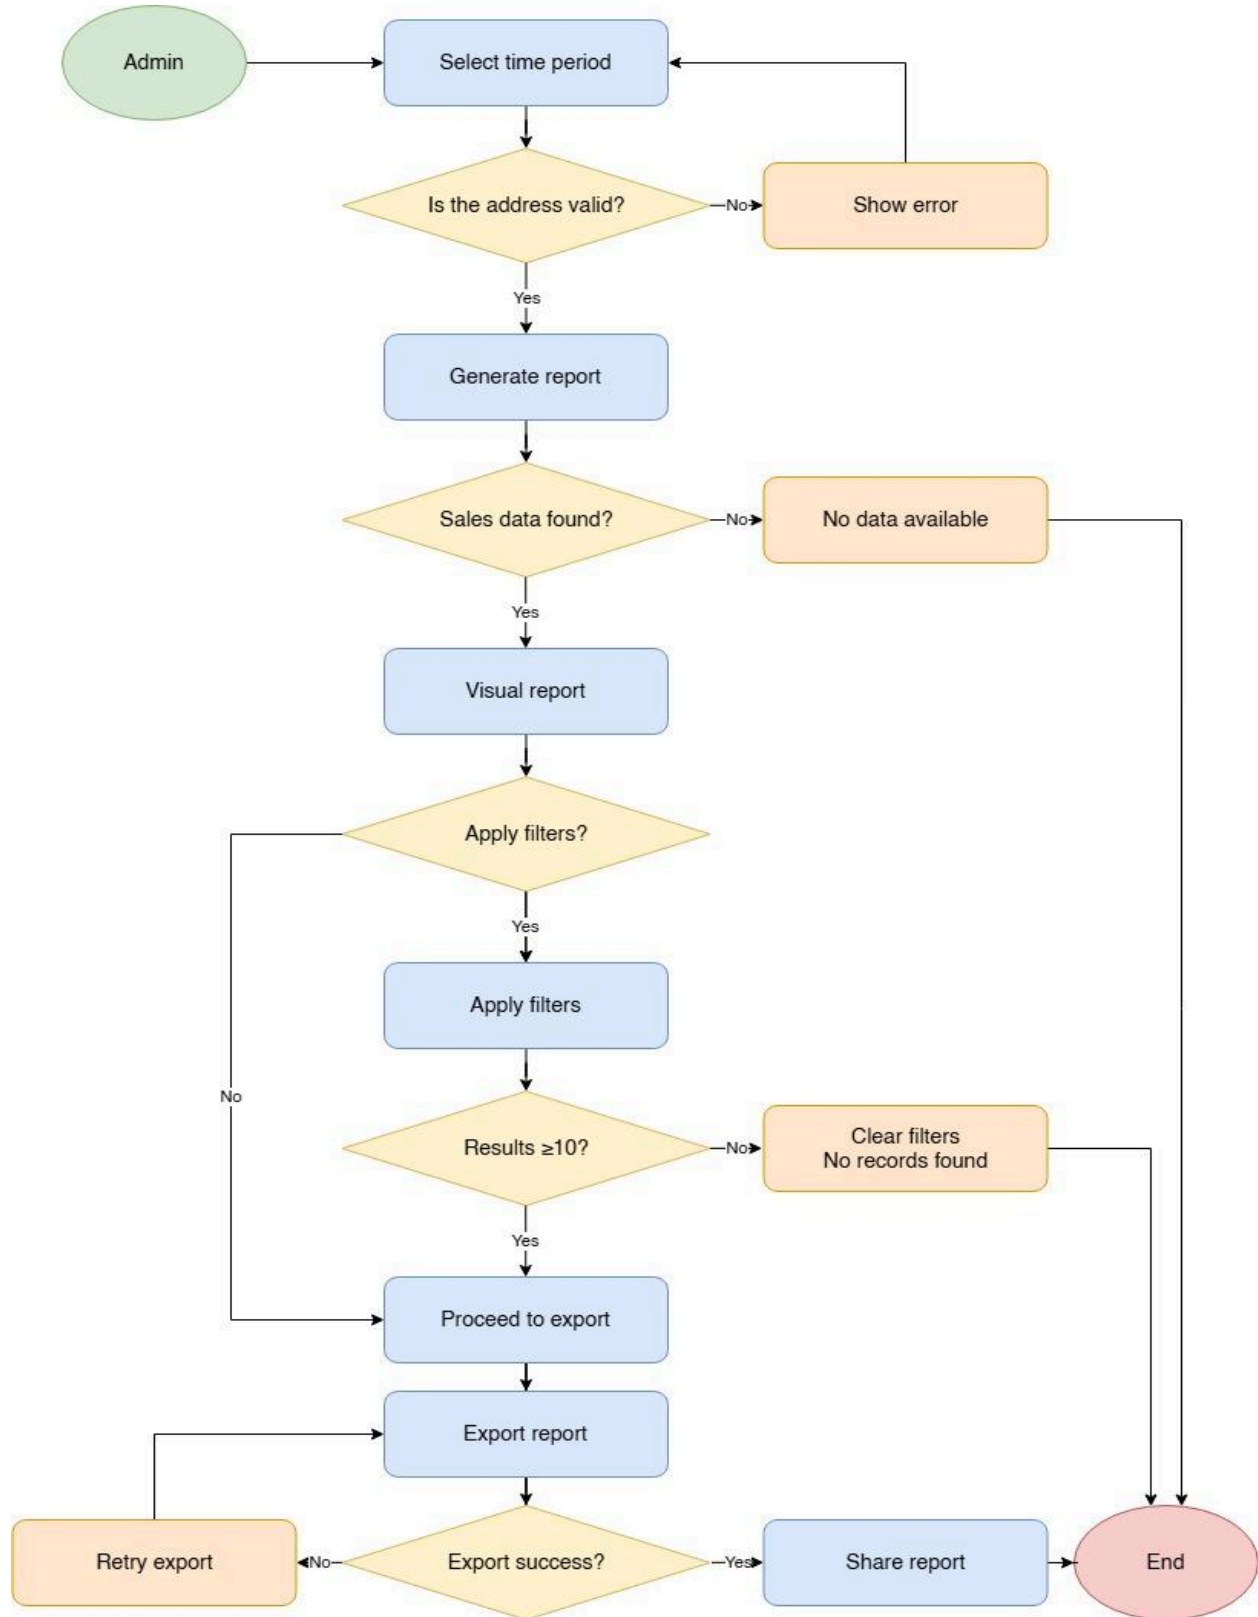 Admin
Select time period
Is the address valid?
No
Show error
Yes
Generate report
Sales data found?
No
No data available
Yes
Visual report
Apply filters?
Yes
Apply filters
No
Results ≥10?
No
Clear filters
No records found
Yes
Proceed to export
Export report
Retry export
No
Export success?
Yes
Share report
End